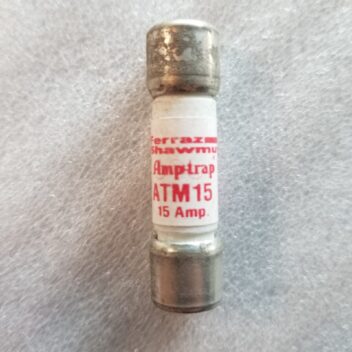 Ferraz
Shawmut
Amp-trap
ATM15
15 Amp.